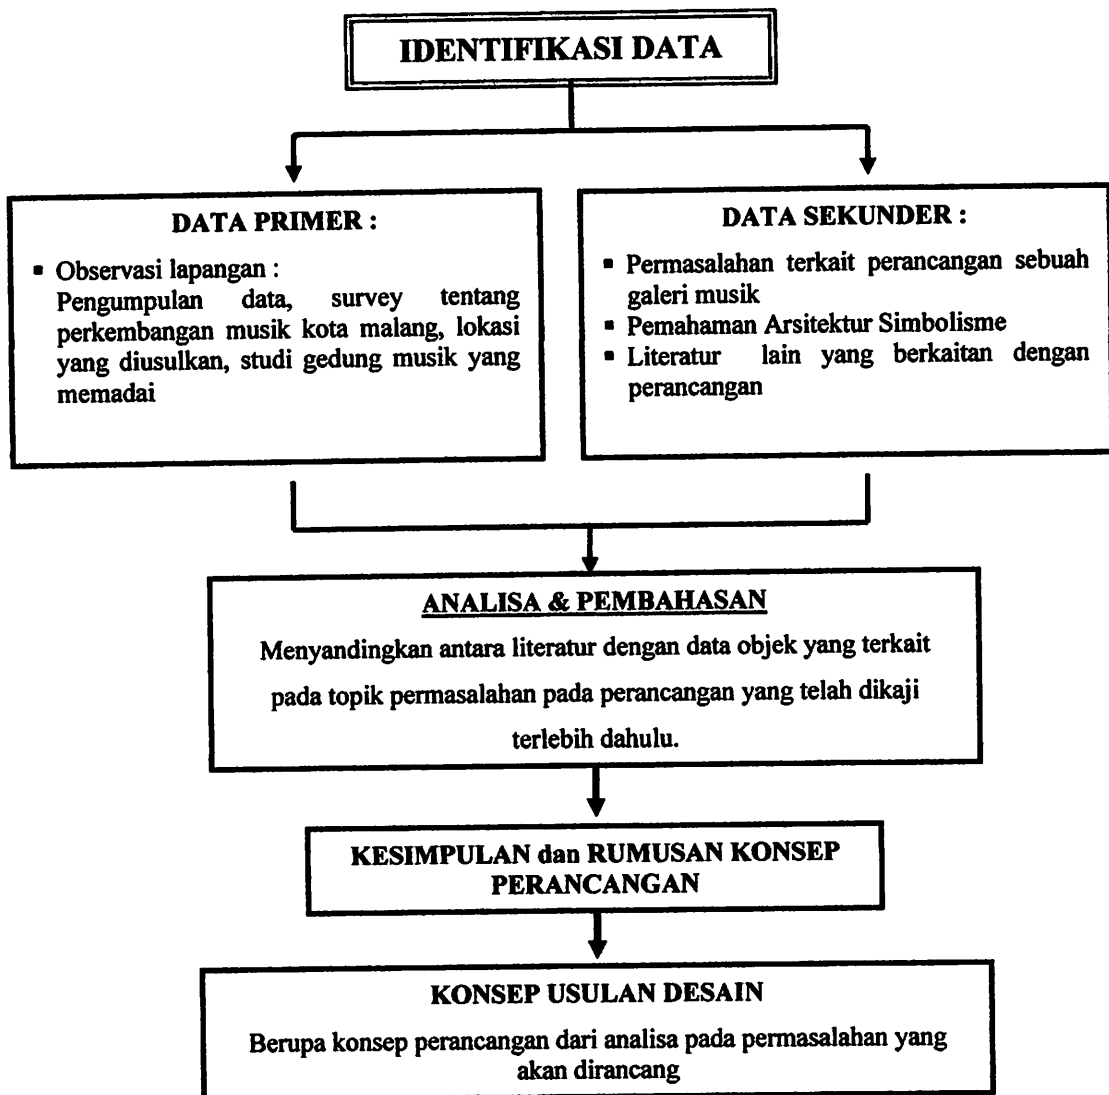 IDENTIFIKASI DATA
DATA PRIMER :
▪ Observasi lapangan :
Pengumpulan data, survey tentang
perkembangan musik kota malang, lokasi
yang diusulkan, studi gedung musik yang
memadai
DATA SEKUNDER :
▪ Permasalahan terkait perancangan sebuah
galeri musik
▪ Pemahaman Arsitektur Simbolisme
▪ Literatur lain yang berkaitan dengan
perancangan
ANALISA & PEMBAHASAN
Menyandingkan antara literatur dengan data objek yang terkait
pada topik permasalahan pada perancangan yang telah dikaji
terlebih dahulu.
KESIMPULAN dan RUMUSAN KONSEP
PERANCANGAN
KONSEP USULAN DESAIN
Berupa konsep perancangan dari analisa pada permasalahan yang
akan dirancang